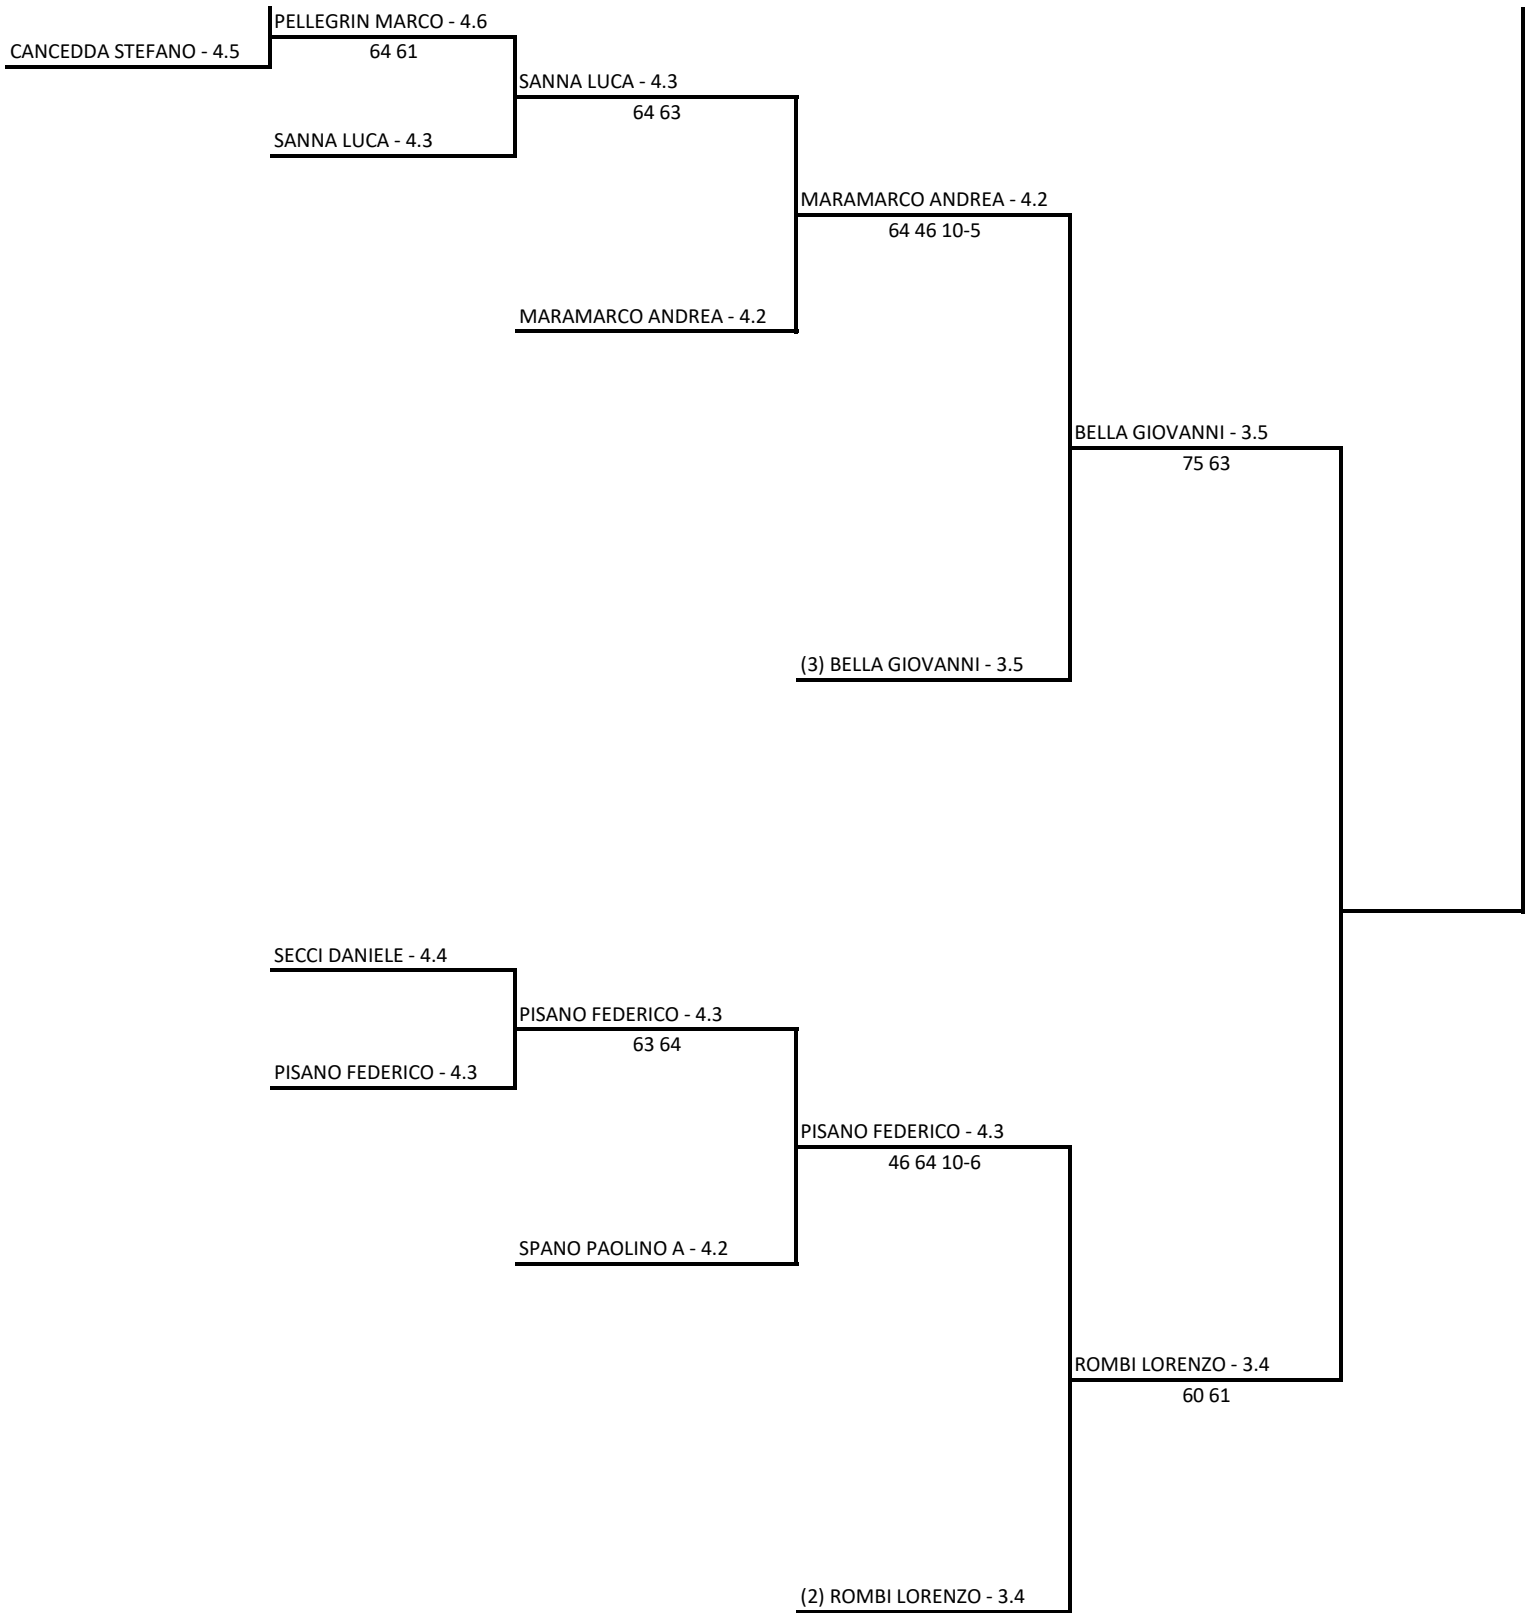 PELLEGRIN MARCO - 4.6
CANCEDDA STEFANO - 4.5
64 61
SANNA LUCA - 4.3
64 63
SANNA LUCA - 4.3
MARAMARCO ANDREA - 4.2
64 46 10-5
MARAMARCO ANDREA - 4.2
BELLA GIOVANNI - 3.5
75 63
(3) BELLA GIOVANNI - 3.5
SECCI DANIELE - 4.4
PISANO FEDERICO - 4.3
63 64
PISANO FEDERICO - 4.3
PISANO FEDERICO - 4.3
46 64 10-6
SPANO PAOLINO A - 4.2
ROMBI LORENZO - 3.4
60 61
(2) ROMBI LORENZO - 3.4